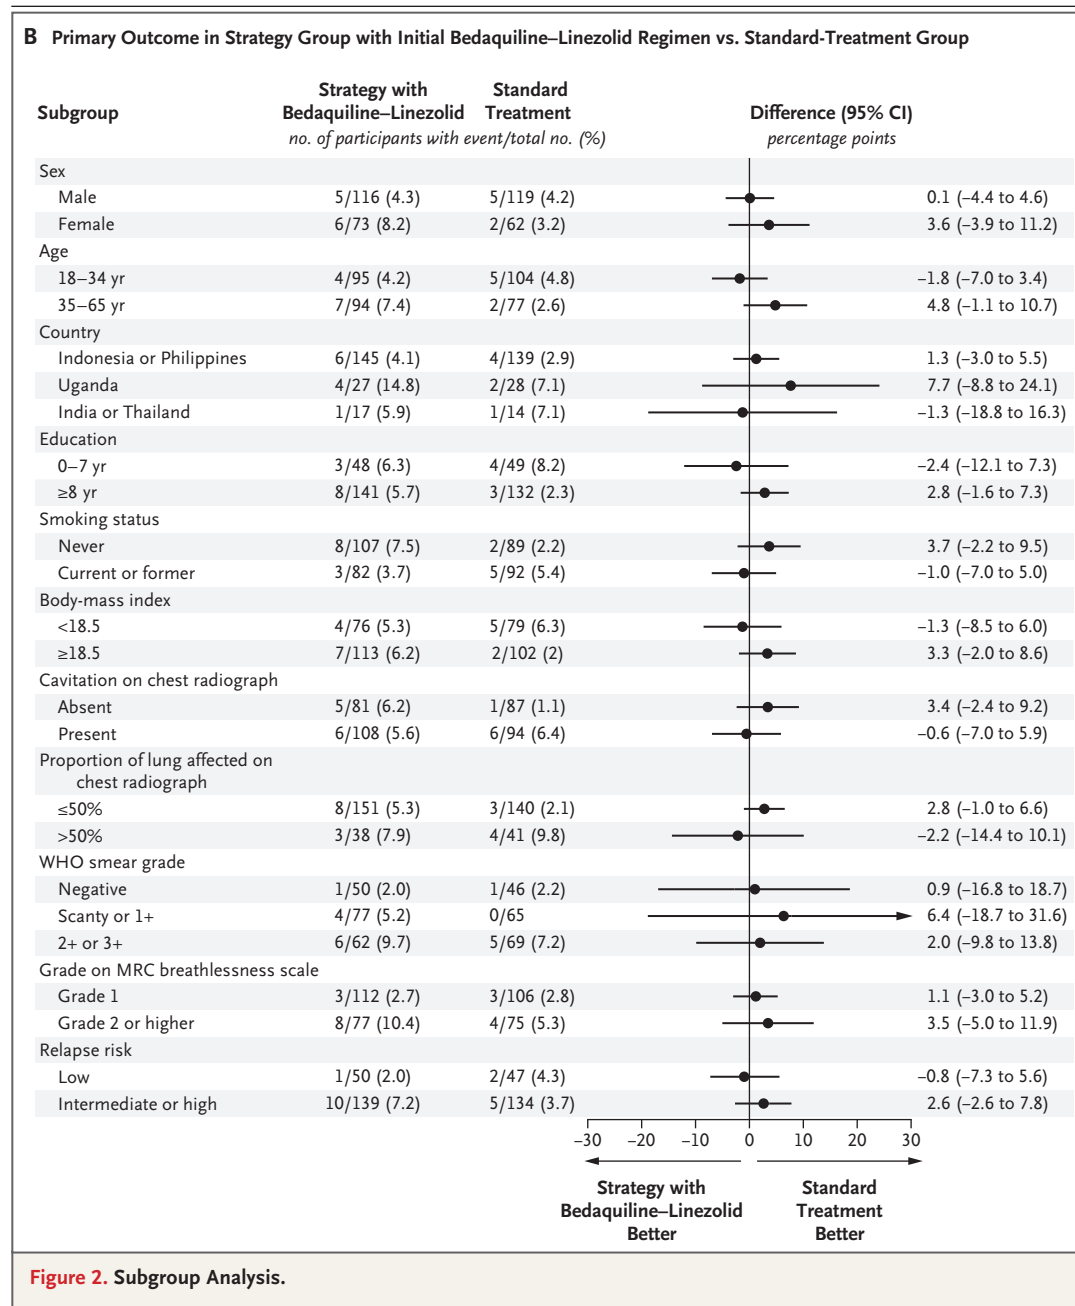 B Primary Outcome in Strategy Group with Initial Bedaquiline–Linezolid Regimen vs. Standard-Treatment Group
Subgroup Strategy with Bedaquiline–Linezolid Standard Treatment Difference (95% CI)
no. of participants with event/total no. (%) percentage points
Sex
Male 5/116 (4.3) 5/119 (4.2) 0.1 (–4.4 to 4.6)
Female 6/73 (8.2) 2/62 (3.2) 3.6 (–3.9 to 11.2)
Age
18–34 yr 4/95 (4.2) 5/104 (4.8) –1.8 (–7.0 to 3.4)
35–65 yr 7/94 (7.4) 2/77 (2.6) 4.8 (–1.1 to 10.7)
Country
Indonesia or Philippines 6/145 (4.1) 4/139 (2.9) 1.3 (–3.0 to 5.5)
Uganda 4/27 (14.8) 2/28 (7.1) 7.7 (–8.8 to 24.1)
India or Thailand 1/17 (5.9) 1/14 (7.1) –1.3 (–18.8 to 16.3)
Education
0–7 yr 3/48 (6.3) 4/49 (8.2) –2.4 (–12.1 to 7.3)
≥8 yr 8/141 (5.7) 3/132 (2.3) 2.8 (–1.6 to 7.3)
Smoking status
Never 8/107 (7.5) 2/89 (2.2) 3.7 (–2.2 to 9.5)
Current or former 3/82 (3.7) 5/92 (5.4) –1.0 (–7.0 to 5.0)
Body-mass index
<18.5 4/76 (5.3) 5/79 (6.3) –1.3 (–8.5 to 6.0)
≥18.5 7/113 (6.2) 2/102 (2) 3.3 (–2.0 to 8.6)
Cavitation on chest radiograph
Absent 5/81 (6.2) 1/87 (1.1) 3.4 (–2.4 to 9.2)
Present 6/108 (5.6) 6/94 (6.4) –0.6 (–7.0 to 5.9)
Proportion of lung affected on
chest radiograph
≤50% 8/151 (5.3) 3/140 (2.1) 2.8 (–1.0 to 6.6)
>50% 3/38 (7.9) 4/41 (9.8) –2.2 (–14.4 to 10.1)
WHO smear grade
Negative 1/50 (2.0) 1/46 (2.2) 0.9 (–16.8 to 18.7)
Scanty or 1+ 4/77 (5.2) 0/65 6.4 (–18.7 to 31.6)
2+ or 3+ 6/62 (9.7) 5/69 (7.2) 2.0 (–9.8 to 13.8)
Grade on MRC breathlessness scale
Grade 1 3/112 (2.7) 3/106 (2.8) 1.1 (–3.0 to 5.2)
Grade 2 or higher 8/77 (10.4) 4/75 (5.3) 3.5 (–5.0 to 11.9)
Relapse risk
Low 1/50 (2.0) 2/47 (4.3) –0.8 (–7.3 to 5.6)
Intermediate or high 10/139 (7.2) 5/134 (3.7) 2.6 (–2.6 to 7.8)
–30 –20 –10 0 10 20 30
Strategy with Bedaquiline–Linezolid Better
Standard Treatment Better
Figure 2. Subgroup Analysis.